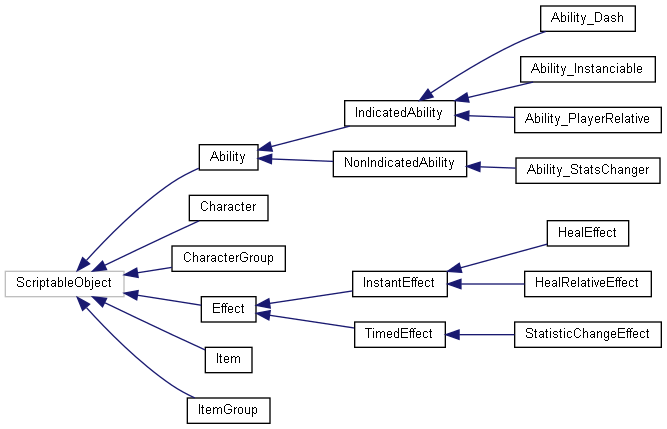 Ability_Dash
Ability_Instanciable
IndicatedAbility
Ability_PlayerRelative
Ability
NonIndicatedAbility
Ability_StatsChanger
Character
HealEffect
CharacterGroup
ScriptableObject
InstantEffect
HealRelativeEffect
Effect
TimedEffect
StatisticChangeEffect
Item
ItemGroup